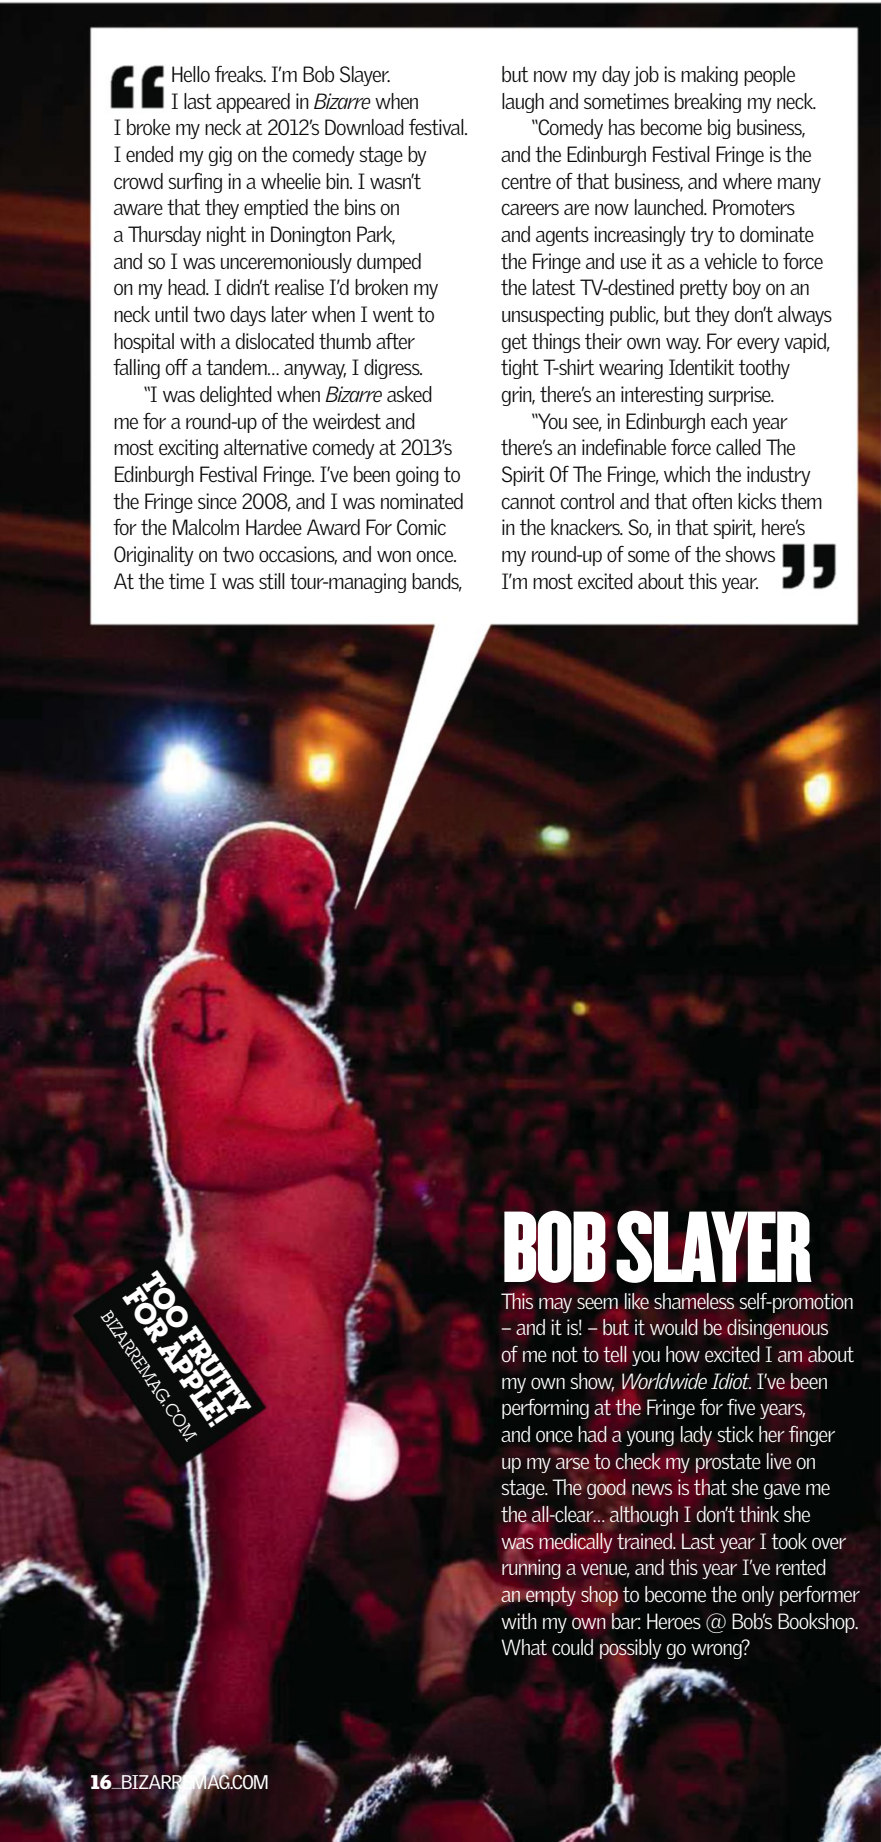 “ Hello freaks. I'm Bob Slayer.
I last appeared in Bizarre when
I broke my neck at 2012's Download festival.
I ended my gig on the comedy stage by
crowd surfing in a wheelie bin. I wasn't
aware that they emptied the bins on
a Thursday night in Donington Park,
and so I was unceremoniously dumped
on my head. I didn't realise I'd broken my
neck until two days later when I went to
hospital with a dislocated thumb after
falling off a tandem... anyway, I digress.
“I was delighted when Bizarre asked
me for a round-up of the weirdest and
most exciting alternative comedy at 2013's
Edinburgh Festival Fringe. I've been going to
the Fringe since 2008, and I was nominated
for the Malcolm Hardee Award For Comic
Originality on two occasions, and won once.
At the time I was still tour-managing bands,
but now my day job is making people
laugh and sometimes breaking my neck.
“Comedy has become big business,
and the Edinburgh Festival Fringe is the
centre of that business, and where many
careers are now launched. Promoters
and agents increasingly try to dominate
the Fringe and use it as a vehicle to force
the latest TV-destined pretty boy on an
unsuspecting public, but they don't always
get things their own way. For every vapid,
tight T-shirt wearing Identikit toothy
grin, there's an interesting surprise.
“You see, in Edinburgh each year
there's an indefinable force called The
Spirit Of The Fringe, which the industry
cannot control and that often kicks them
in the knackers. So, in that spirit, here's
my round-up of some of the shows
I'm most excited about this year. ”
BOB SLAYER
This may seem like shameless self-promotion
– and it is! – but it would be disingenuous
of me not to tell you how excited I am about
my own show, Worldwide Idiot. I've been
performing at the Fringe for five years,
and once had a young lady stick her finger
up my arse to check my prostate live on
stage. The good news is that she gave me
the all-clear... although I don't think she
was medically trained. Last year I took over
running a venue, and this year I've rented
an empty shop to become the only performer
with my own bar: Heroes @ Bob's Bookshop.
What could possibly go wrong?
TOO FRUITY
FOR APPLE!
BIZARREMAG.COM
16_BIZARREMAG.COM